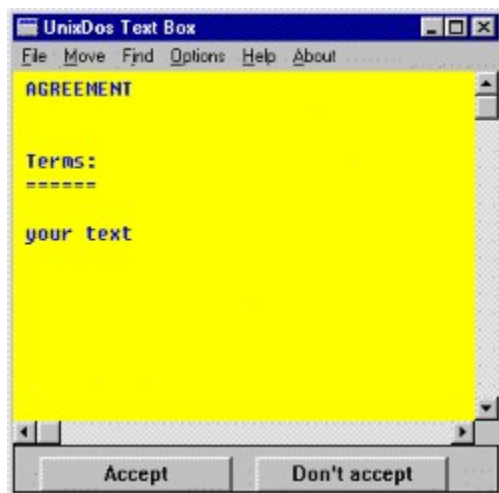 UnixDos Text Box
File Move Find Options Help About
AGREEMENT
Terms:
======
your text
Accept Don't accept